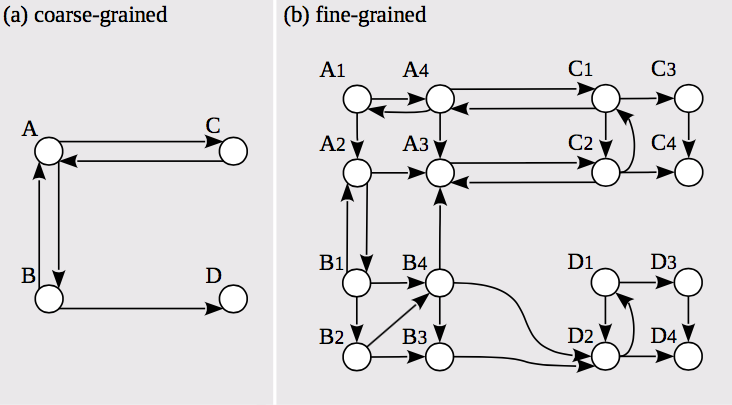 (a) coarse-grained
A
C
B
D
(b) fine-grained
A1
A4
C1
C3
A2
A3
C2
C4
B1
B4
D1
D3
B2
B3
D2
D4